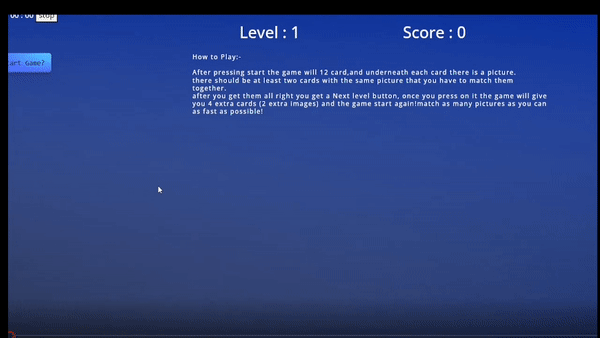 00 : 00 stop
Level : 1
Score : 0
art Game?
How to Play:-
After pressing start the game will 12 card,and underneath each card there is a picture.
there should be at least two cards with the same picture that you have to match them
together.
after you get them all right you get a Next level button, once you press on it the game will give
you 4 extra cards (2 extra images) and the game start again!match as many pictures as you can
as fast as possible!